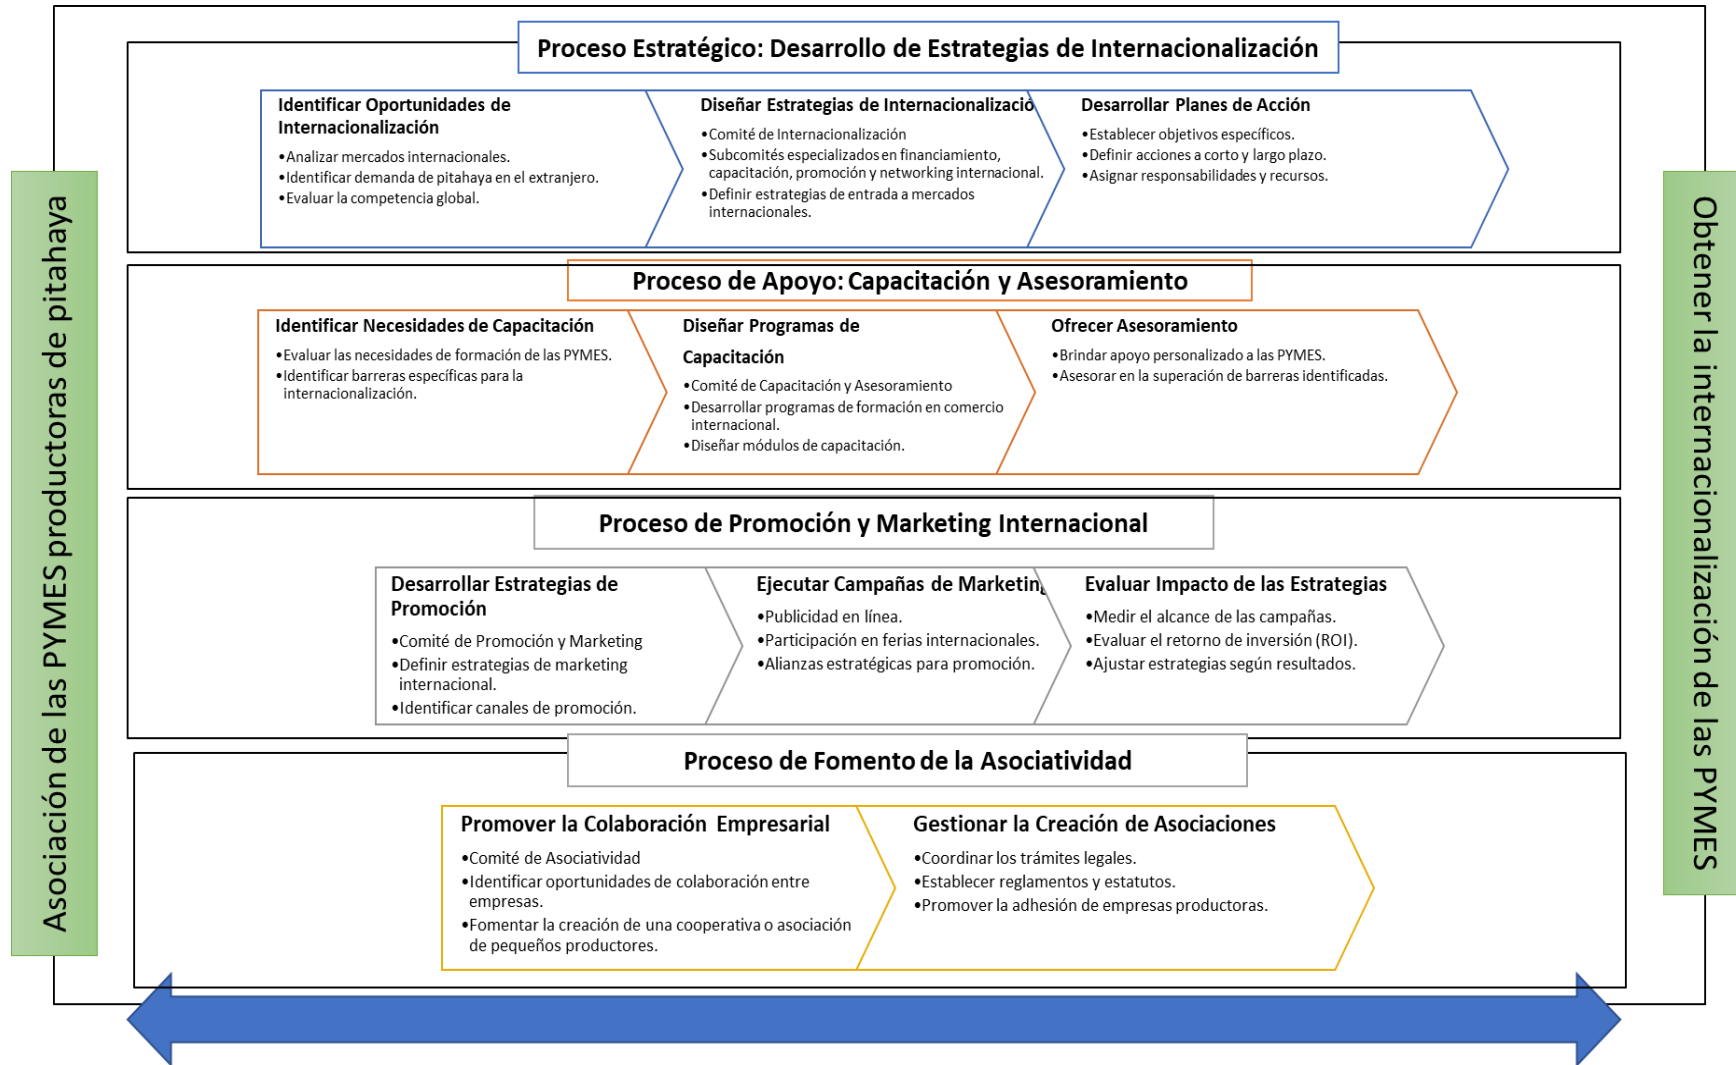 Asociación de las PYMES productoras de pitahaya
Proceso Estratégico: Desarrollo de Estrategias de Internacionalización
Identificar Oportunidades de
Internacionalización
•Analizar mercados internacionales.
•Identificar demanda de pitahaya en el extranjero.
•Evaluar la competencia global.
Diseñar Estrategias de Internacionalizació
•Comité de Internacionalización
•Subcomités especializados en financiamiento,
capacitación, promoción y networking internacional.
•Definir estrategias de entrada a mercados
internacionales.
Desarrollar Planes de Acción
•Establecer objetivos específicos.
•Definir acciones a corto y largo plazo.
•Asignar responsabilidades y recursos.
Proceso de Apoyo: Capacitación y Asesoramiento
Identificar Necesidades de Capacitación
•Evaluar las necesidades de formación de las PYMES.
•Identificar barreras específicas para la
internacionalización.
Diseñar Programas de
Capacitación
•Comité de Capacitación y Asesoramiento
•Desarrollar programas de formación en comercio
internacional.
•Diseñar módulos de capacitación.
Ofrecer Asesoramiento
•Brindar apoyo personalizado a las PYMES.
•Asesorar en la superación de barreras identificadas.
Proceso de Promoción y Marketing Internacional
Desarrollar Estrategias de
Promoción
•Comité de Promoción y Marketing
•Definir estrategias de marketing
internacional.
•Identificar canales de promoción.
Ejecutar Campañas de Marketing
•Publicidad en línea.
•Participación en ferias internacionales.
•Alianzas estratégicas para promoción.
Evaluar Impacto de las Estrategias
•Medir el alcance de las campañas.
•Evaluar el retorno de inversión (ROI).
•Ajustar estrategias según resultados.
Proceso de Fomento de la Asociatividad
Promover la Colaboración Empresarial
•Comité de Asociatividad
•Identificar oportunidades de colaboración entre
empresas.
•Fomentar la creación de una cooperativa o asociación
de pequeños productores.
Gestionar la Creación de Asociaciones
•Coordinar los trámites legales.
•Establecer reglamentos y estatutos.
•Promover la adhesión de empresas productoras.
Obtener la internacionalización de las PYMES